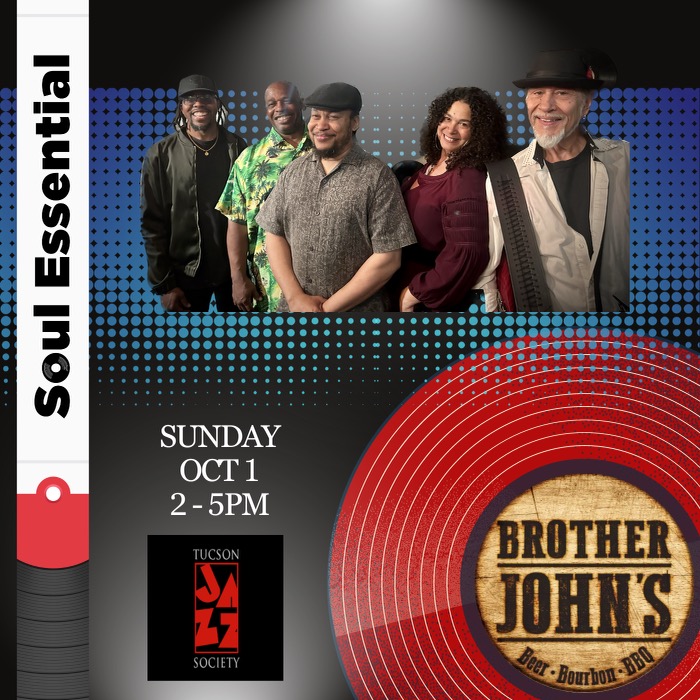 Soul Essential
SUNDAY
OCT 1
2 - 5PM
TUCSON
JAZZ
SOCIETY
BROTHER
JOHN'S
Beer · Bourbon · BBQ